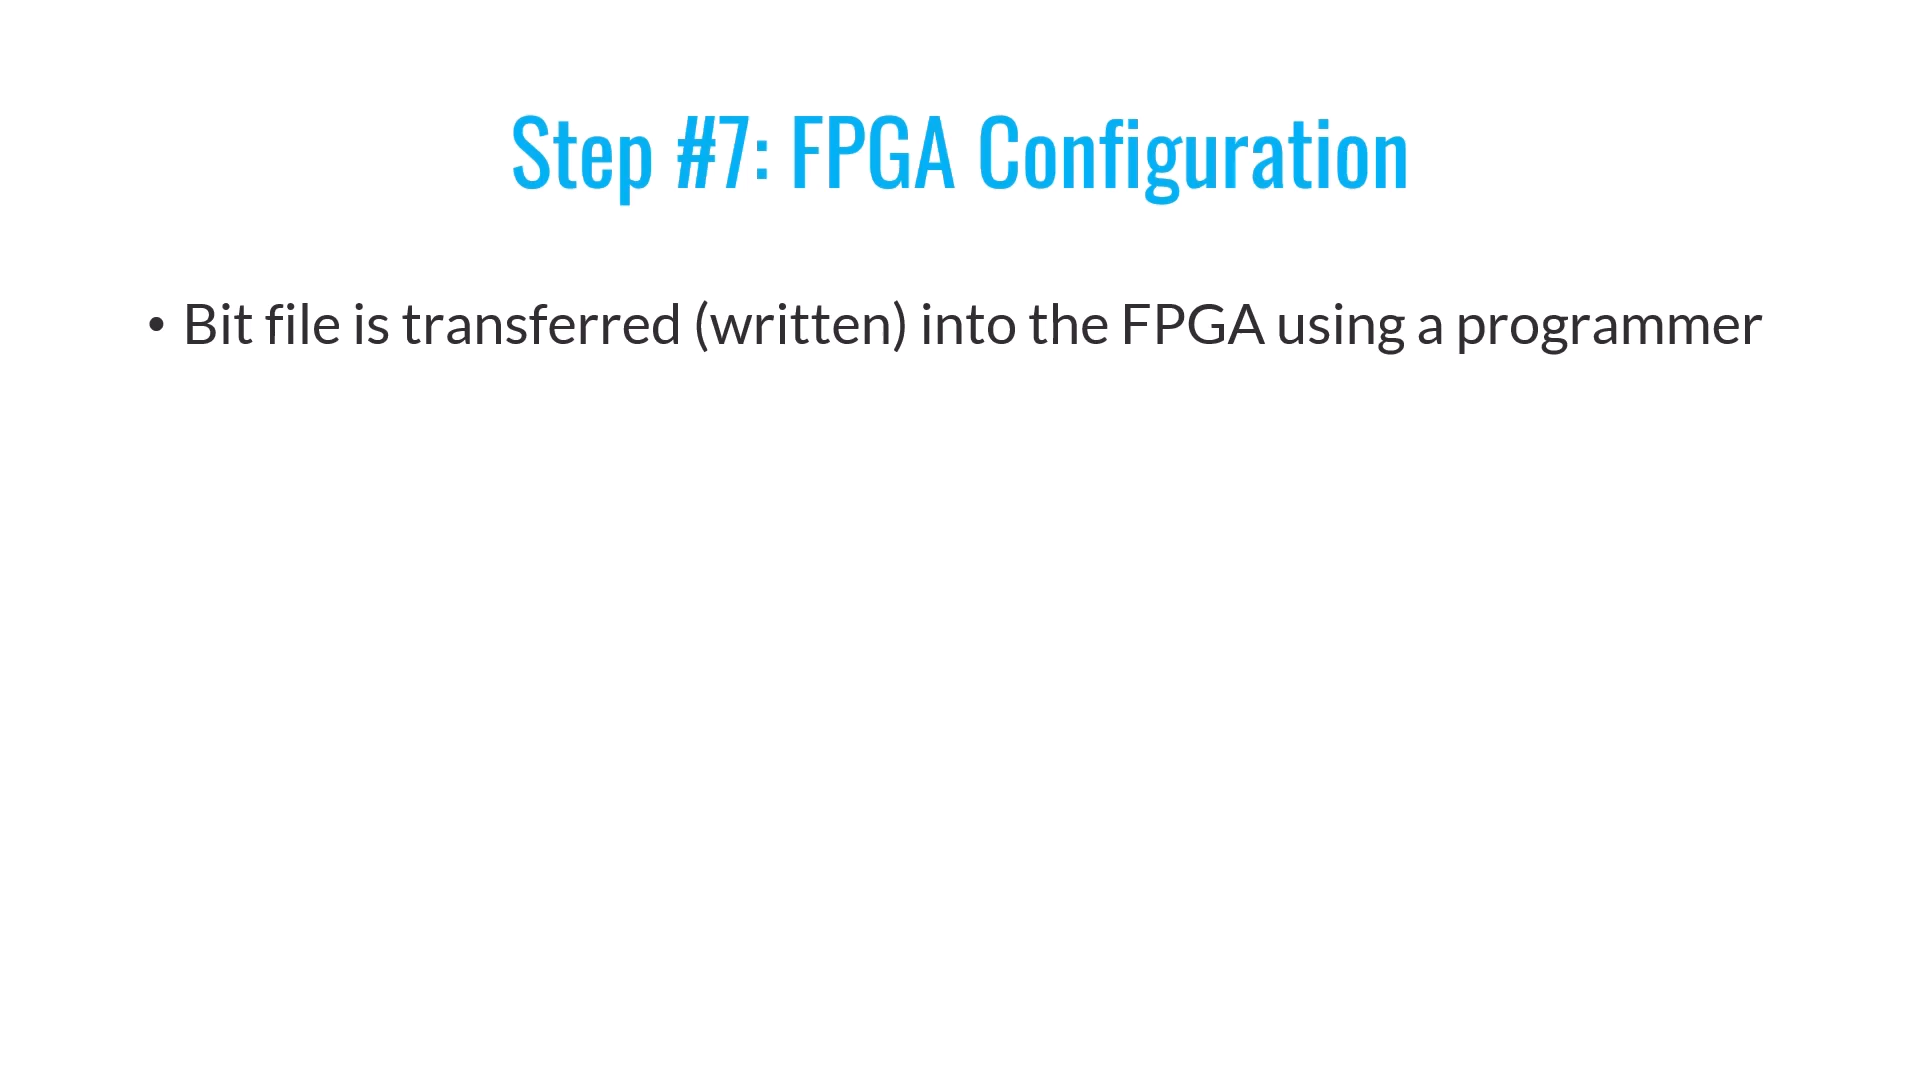 Step #7: FPGA Configuration
• Bit file is transferred (written) into the FPGA using a programmer